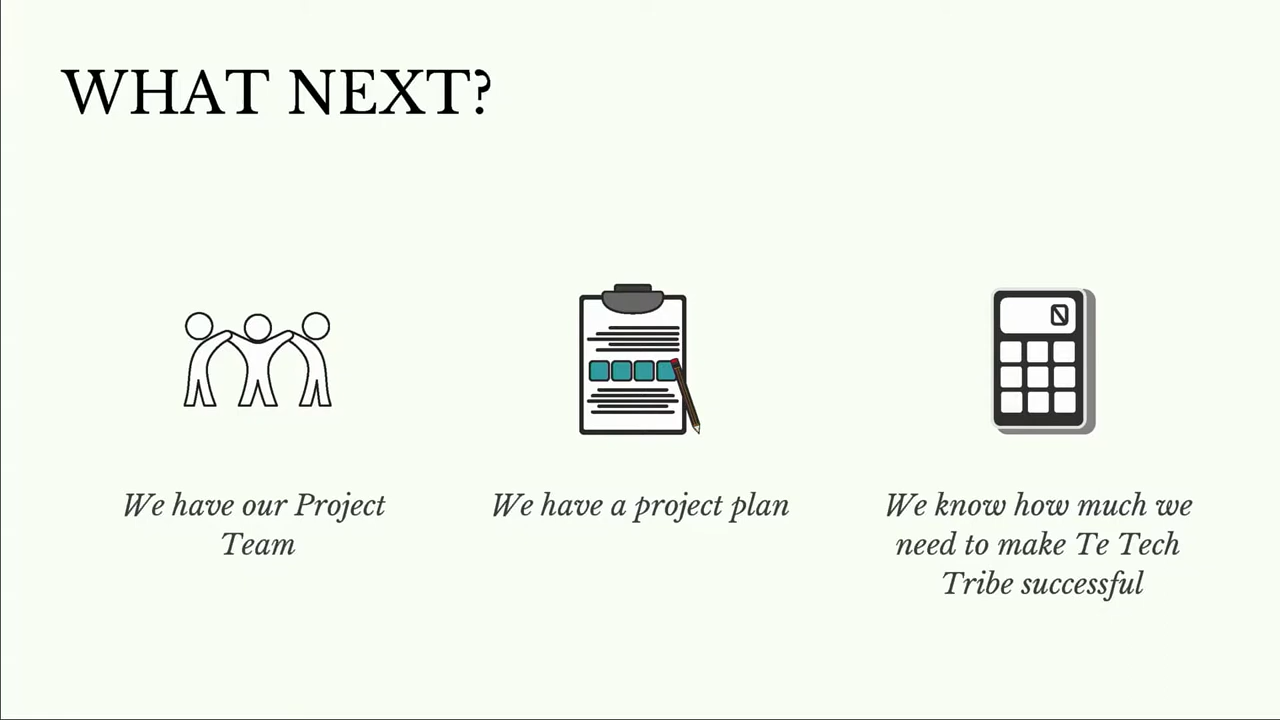 WHAT NEXT?
0
We have our Project
Team
We have a project plan
We know how much we
need to make Te Tech
Tribe successful